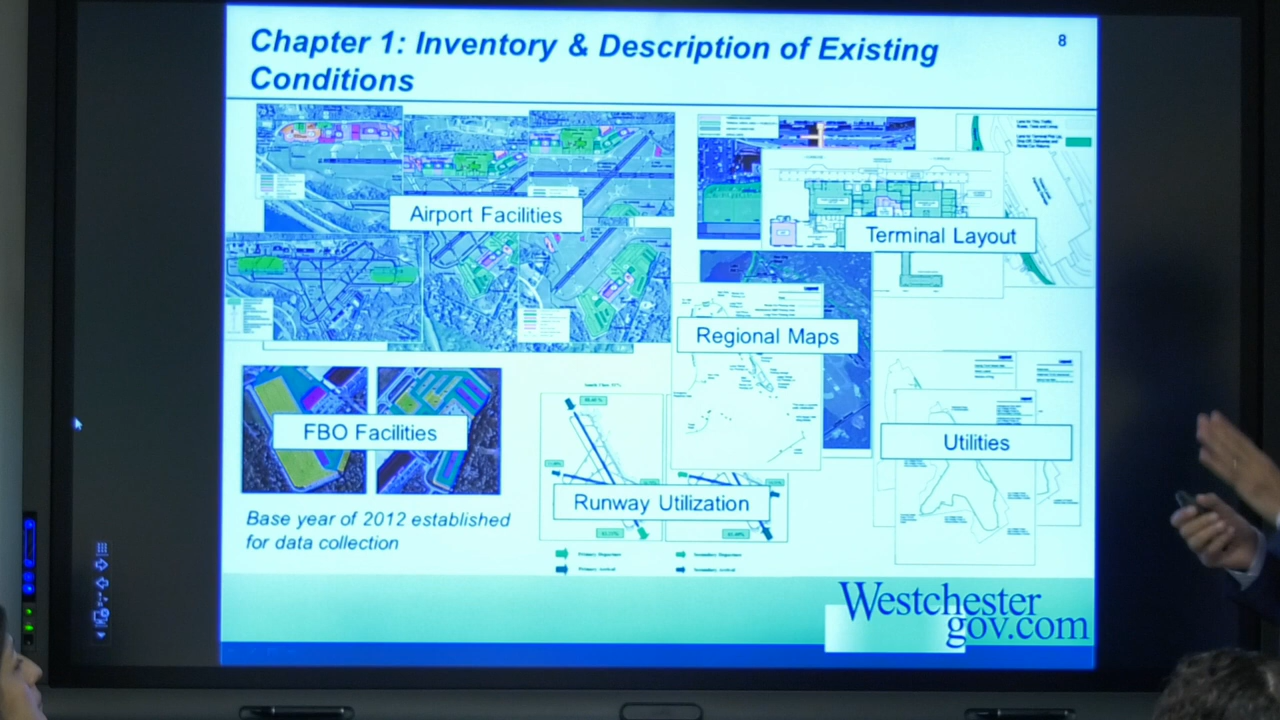 Chapter 1: Inventory & Description of Existing
Conditions
8
Airport Facilities
Terminal Layout
Regional Maps
FBO Facilities
Utilities
Runway Utilization
Base year of 2012 established
for data collection
Westchester
gov.com